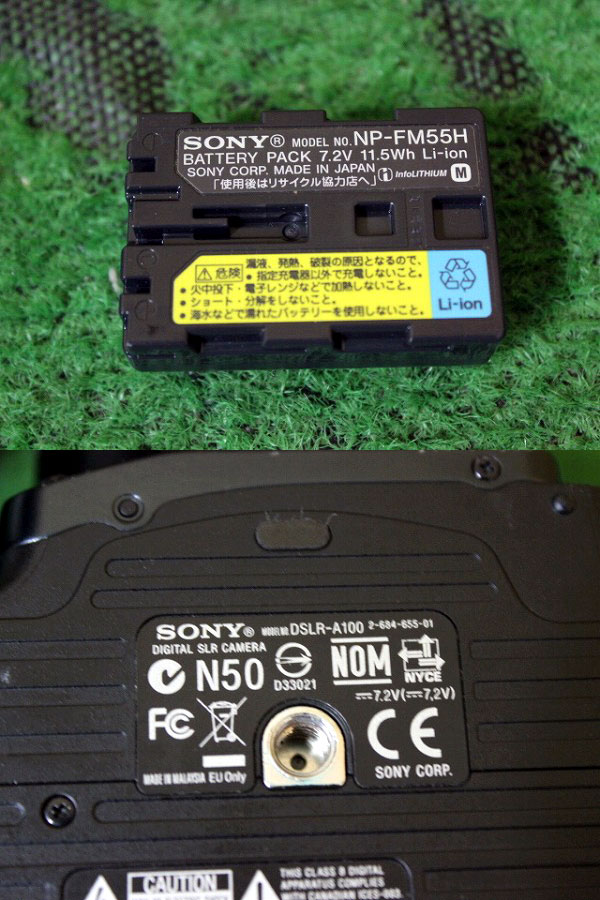 SONY® MODEL NO. NP-FM55H
BATTERY PACK 7.2V 11.5Wh Li-ion
SONY CORP. MADE IN JAPAN
InfoLITHIUM M
「使用後はリサイクル協力店へ」
危険
漏液、発熱、破裂の原因となるので、
●指定充電器以外で充電しないこと。
●火中投下・電子レンジなどで加熱しないこと。
●ショート・分解をしないこと。
●海水などで濡れたバッテリーを使用しないこと。
Li-ion
SONY® MODEL NO. DSLR-A100 2-684-655-01
DIGITAL SLR CAMERA
N50
D33021
NOM
NYCE
7.2V(7,2V)
FC
CE
MADE IN MALAYSIA EU Only
SONY CORP.
CAUTION
THIS CLASS B DIGITAL
APPARATUS COMPLIES
WITH CANADIAN ICES-003.